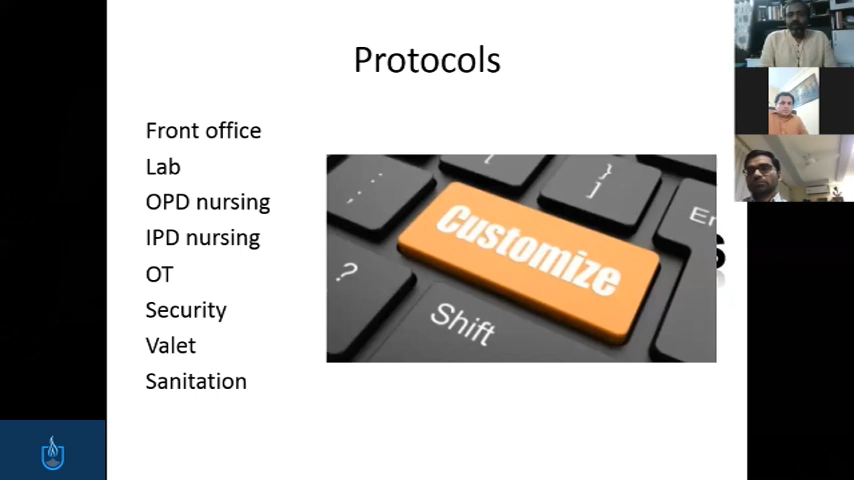 Protocols
Front office
Lab
OPD nursing
IPD nursing
OT
Security
Valet
Sanitation
Customize
?
Shift